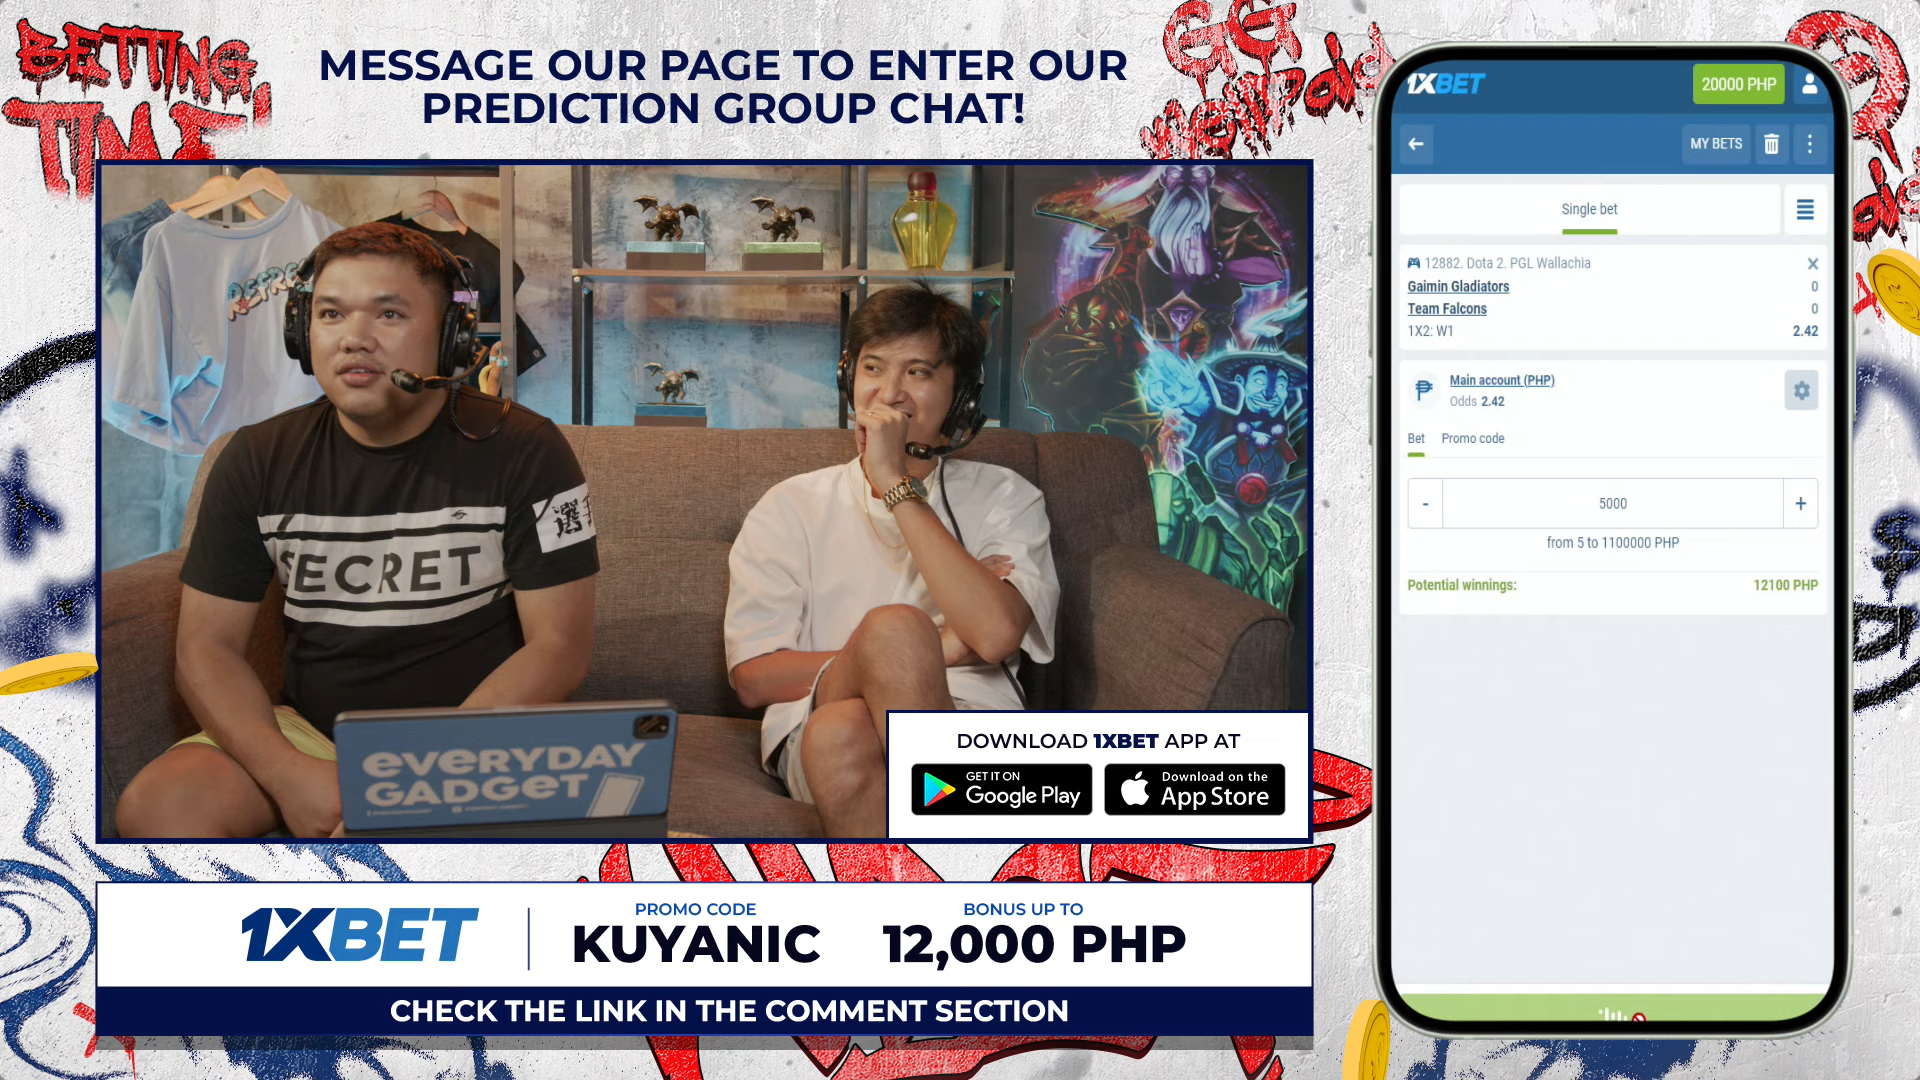 BETTING
TIME!
MESSAGE OUR PAGE TO ENTER OUR
PREDICTION GROUP CHAT!
GG
REFRE
SECRET
選手
everyday
gadget
DOWNLOAD 1XBET APP AT
GET IT ON
Google Play
Download on the
App Store
1XBET
PROMO CODE
KUYANIC
BONUS UP TO
12,000 PHP
CHECK THE LINK IN THE COMMENT SECTION
1XBET
20000 PHP
MY BETS
Single bet
12882. Dota 2. PGL Wallachia
Gaimin Gladiators 0
Team Falcons 0
1X2: W1 2.42
Main account (PHP)
Odds 2.42
Bet Promo code
- 5000 +
from 5 to 1100000 PHP
Potential winnings: 12100 PHP